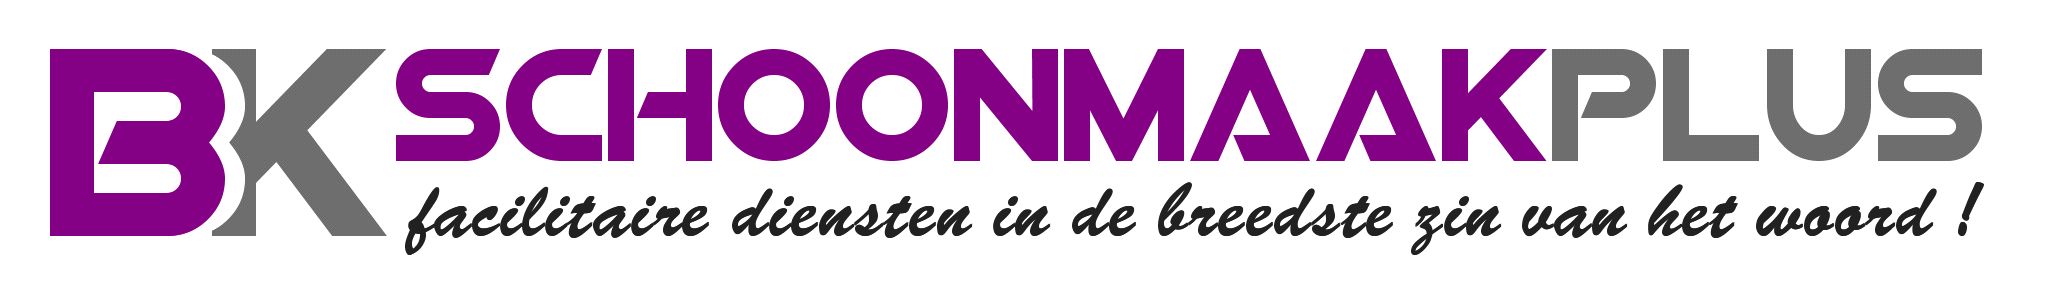 BK SCHOONMAAKPLUS
facilitaire diensten in de breedste zin van het woord !